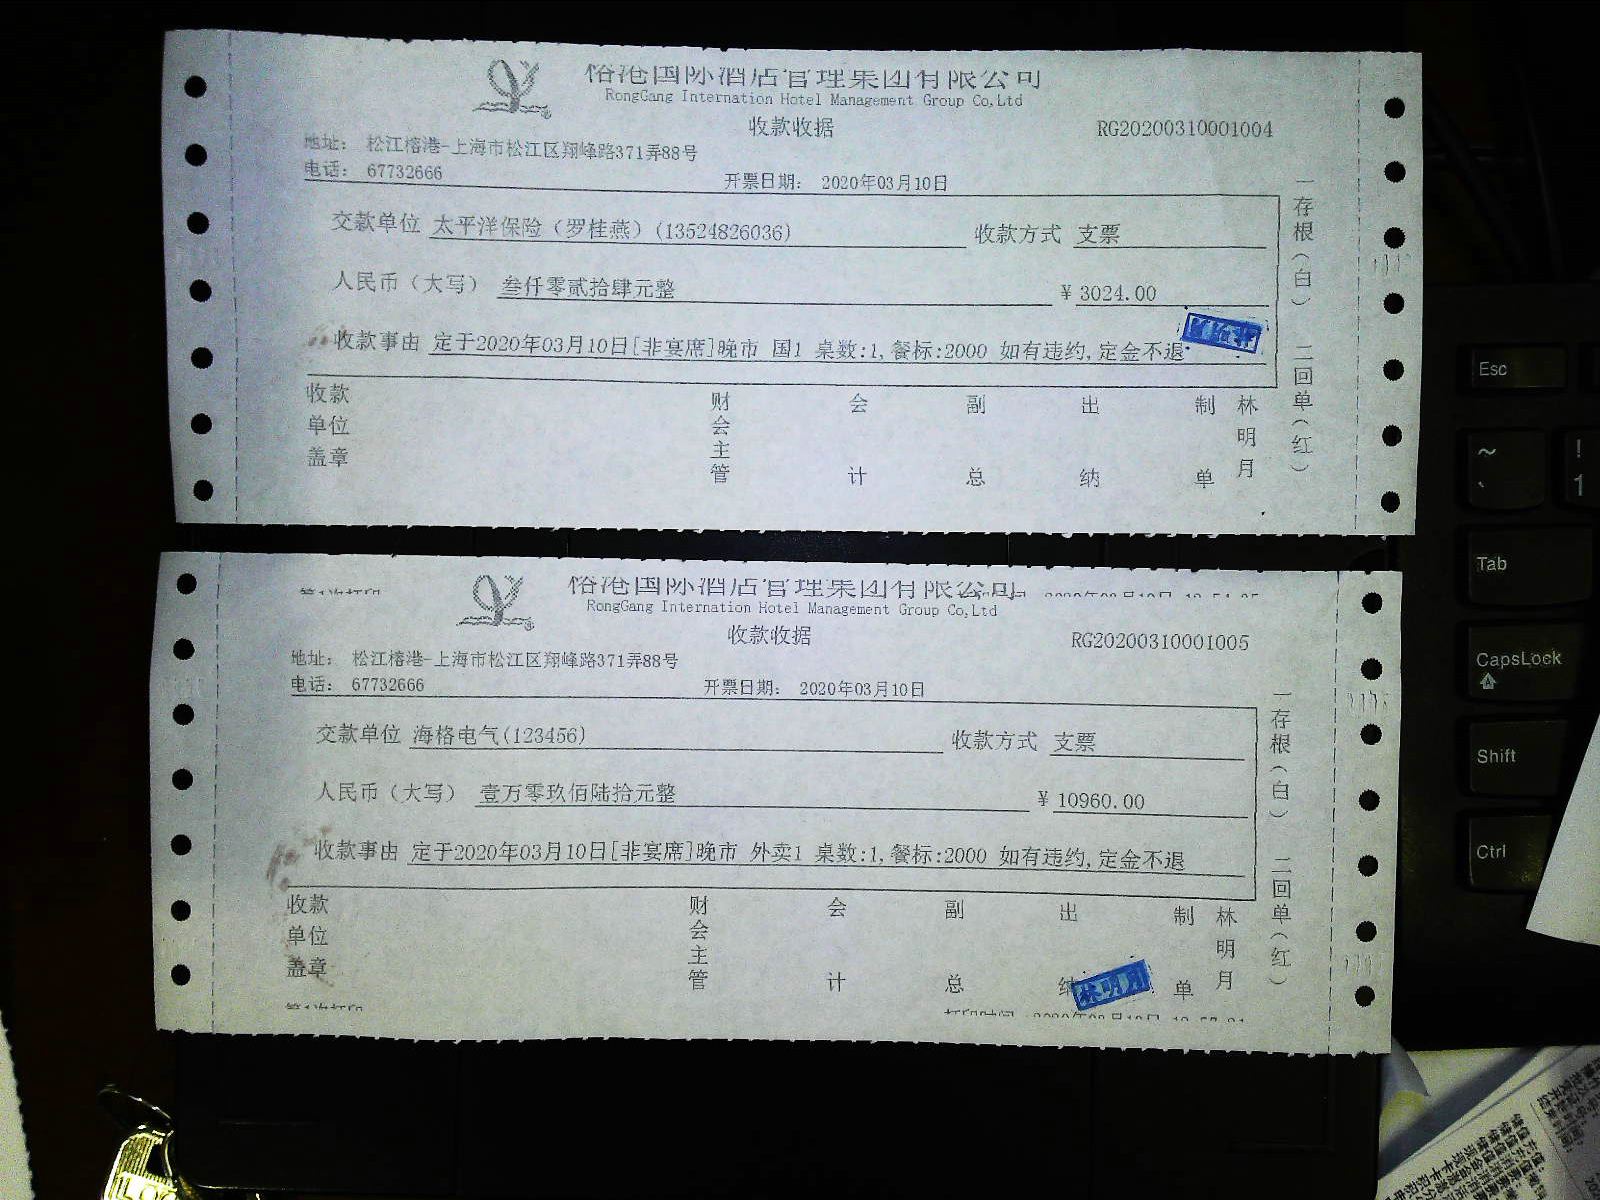 榕港国际酒店管理集团有限公司
RongGang Internation Hotel Management Group Co,Ltd
收款收据
RG20200310001004
地址： 松江榕港-上海市松江区翔峰路371弄88号
电话： 67732666
开票日期： 2020年03月10日
交款单位 太平洋保险（罗桂燕）(13524826036)
收款方式 支票
人民币（大写） 叁仟零贰拾肆元整
¥ 3024.00
收款事由 定于2020年03月10日[非宴席]晚市 国1 桌数:1,餐标:2000 如有违约,定金不退
收款单位盖章
财会主管
会计
副总
出纳
制单
林明月
一存根(白) 二回单(红)
第1次打印
榕港国际酒店管理集团有限公司
RongGang Internation Hotel Management Group Co,Ltd
收款收据
RG20200310001005
地址： 松江榕港-上海市松江区翔峰路371弄88号
电话： 67732666
开票日期： 2020年03月10日
交款单位 海格电气(123456)
收款方式 支票
人民币（大写） 壹万零玖佰陆拾元整
¥ 10960.00
收款事由 定于2020年03月10日[非宴席]晚市 外卖1 桌数:1,餐标:2000 如有违约,定金不退
收款单位盖章
财会主管
会计
副总
出纳
制单
林明月
林明月
一存根(白) 二回单(红)
第1次打印
Esc
~
!
1
Tab
CapsLock
Shift
Ctrl